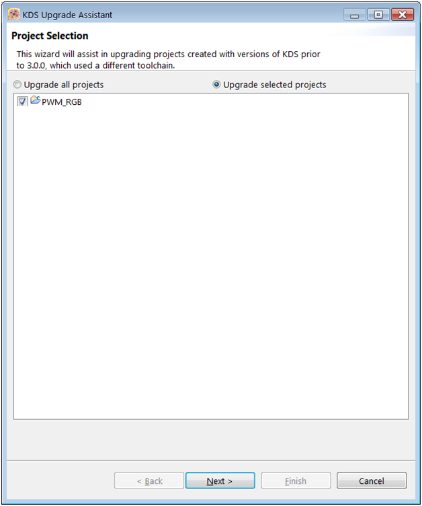 KDS Upgrade Assistant
Project Selection
This wizard will assist in upgrading projects created with versions of KDS prior
to 3.0.0, which used a different toolchain.
Upgrade all projects Upgrade selected projects
PWM_RGB
< Back Next > Finish Cancel